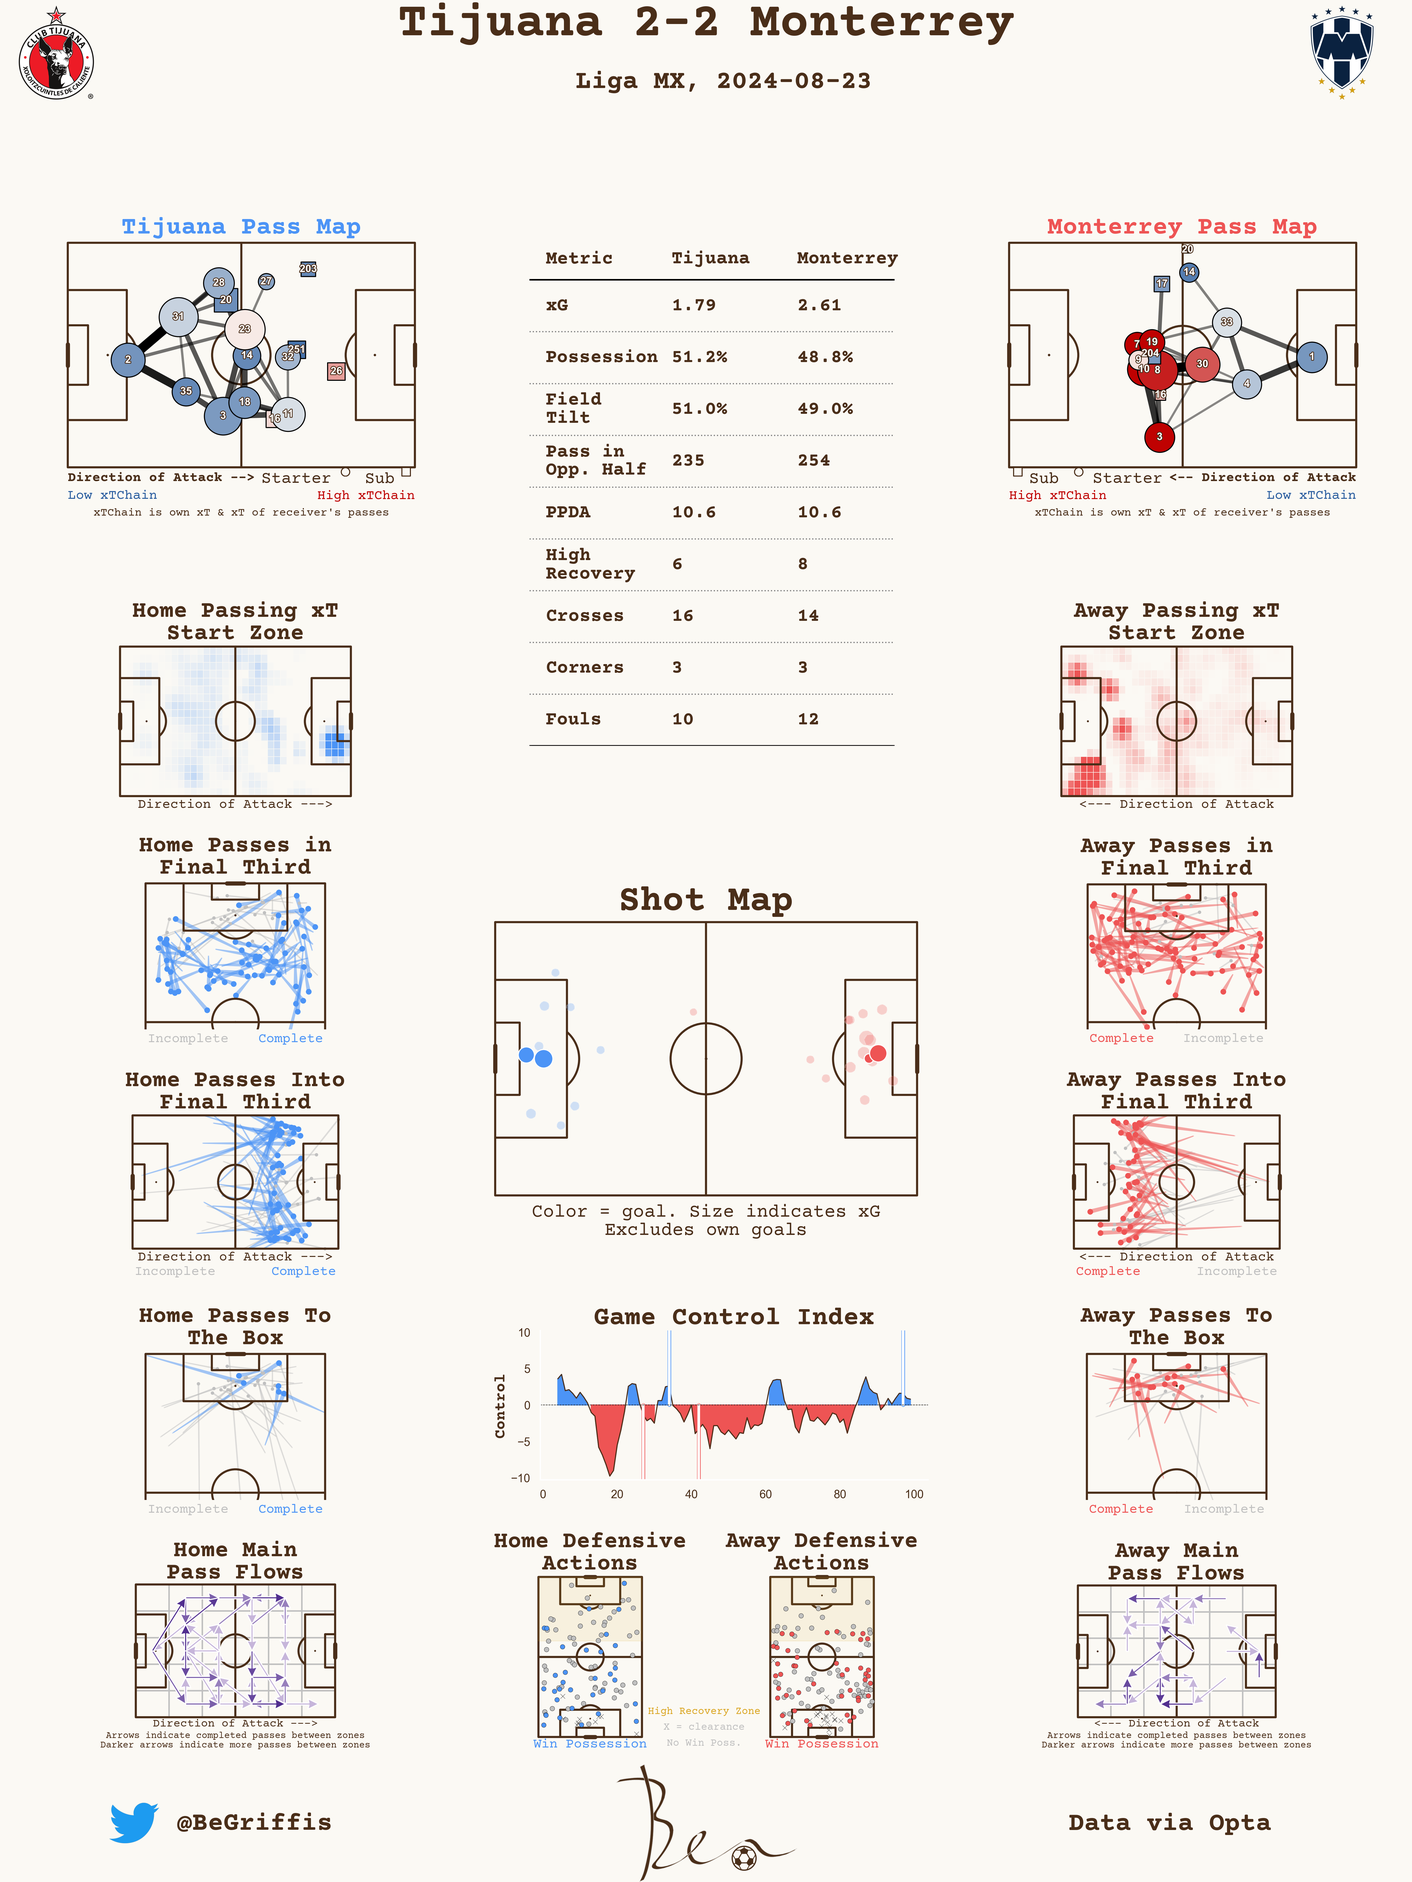 Tijuana 2-2 Monterrey
Liga MX, 2024-08-23
CLUB TIJUANA
XOLOITZCUINTLES DE CALIENTE
®
M
Tijuana Pass Map
28
203
27
20
31
23
2
14
251
32
26
35
18
3
16
11
Direction of Attack --> Starter Sub
Low xTChain High xTChain
xTChain is own xT & xT of receiver's passes
Metric Tijuana Monterrey
xG 1.79 2.61
Possession 51.2% 48.8%
Field Tilt 51.0% 49.0%
Pass in Opp. Half 235 254
PPDA 10.6 10.6
High Recovery 6 8
Crosses 16 14
Corners 3 3
Fouls 10 12
Monterrey Pass Map
20
14
17
33
7
19
204
9
10
8
30
1
4
16
3
Sub Starter <-- Direction of Attack
High xTChain Low xTChain
xTChain is own xT & xT of receiver's passes
Home Passing xT
Start Zone
Direction of Attack --->
Away Passing xT
Start Zone
<--- Direction of Attack
Home Passes in
Final Third
Incomplete Complete
Away Passes in
Final Third
Complete Incomplete
Shot Map
Color = goal. Size indicates xG
Excludes own goals
Home Passes Into
Final Third
Direction of Attack --->
Incomplete Complete
Away Passes Into
Final Third
<--- Direction of Attack
Complete Incomplete
Home Passes To
The Box
Incomplete Complete
Game Control Index
Control
10
5
0
−5
−10
0 20 40 60 80 100
Away Passes To
The Box
Complete Incomplete
Home Main
Pass Flows
Direction of Attack --->
Arrows indicate completed passes between zones
Darker arrows indicate more passes between zones
Home Defensive
Actions
Win Possession
High Recovery Zone
X = clearance
No Win Poss.
Away Defensive
Actions
Win Possession
Away Main
Pass Flows
<--- Direction of Attack
Arrows indicate completed passes between zones
Darker arrows indicate more passes between zones
@BeGriffis
Ben
Data via Opta